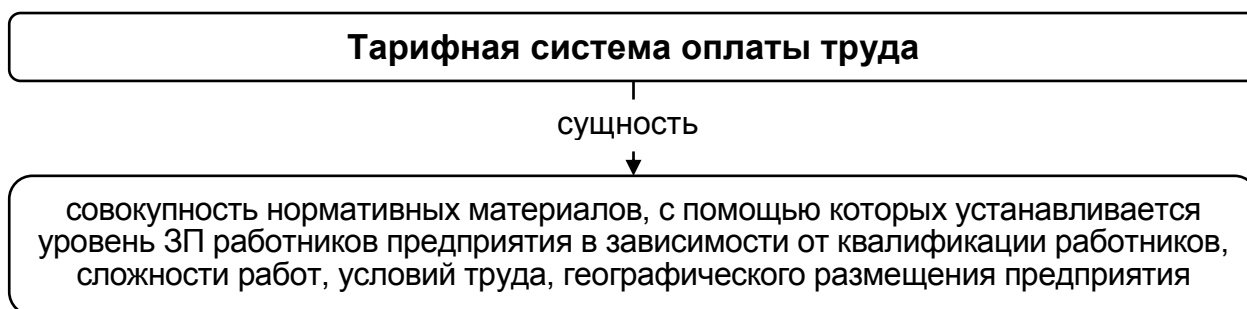 Тарифная система оплаты труда
сущность
совокупность нормативных материалов, с помощью которых устанавливается
уровень ЗП работников предприятия в зависимости от квалификации работников,
сложности работ, условий труда, географического размещения предприятия